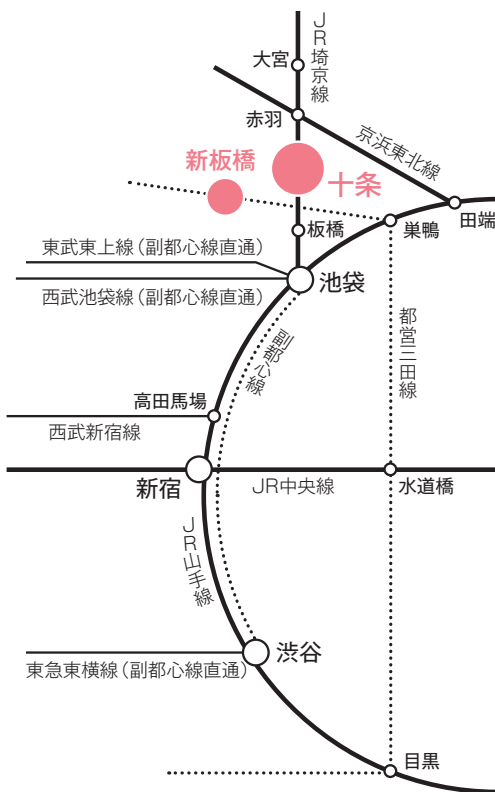 JR埼京線
大宮
赤羽
京浜東北線
新板橋
十条
板橋
巣鴨
田端
東武東上線(副都心線直通)
池袋
西武池袋線(副都心線直通)
副都心線
都営三田線
高田馬場
西武新宿線
新宿
JR中央線
水道橋
JR山手線
渋谷
東急東横線(副都心線直通)
目黒